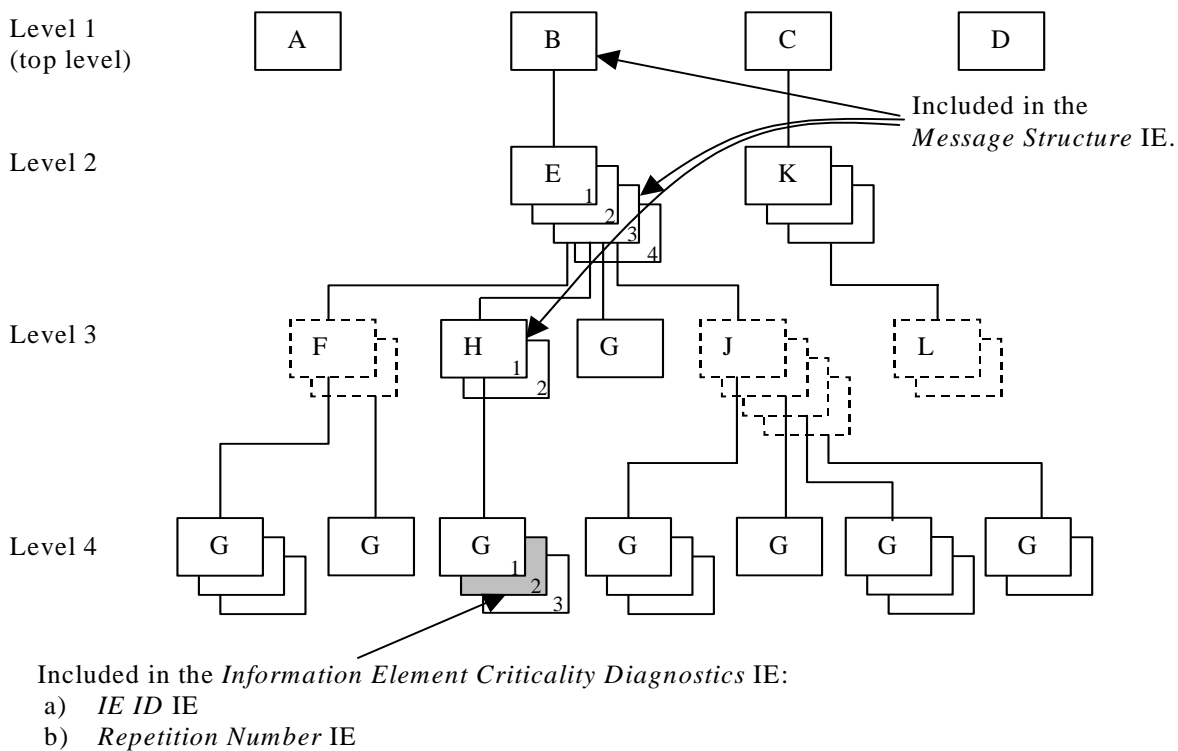 Level 1
(top level)
A
B
C
D
Included in the
Message Structure IE.
Level 2
E
1
2
3
4
K
Level 3
F
H
1
2
G
J
L
Level 4
G
G
G
1
2
3
G
G
G
G
Included in the Information Element Criticality Diagnostics IE:
a) IE ID IE
b) Repetition Number IE